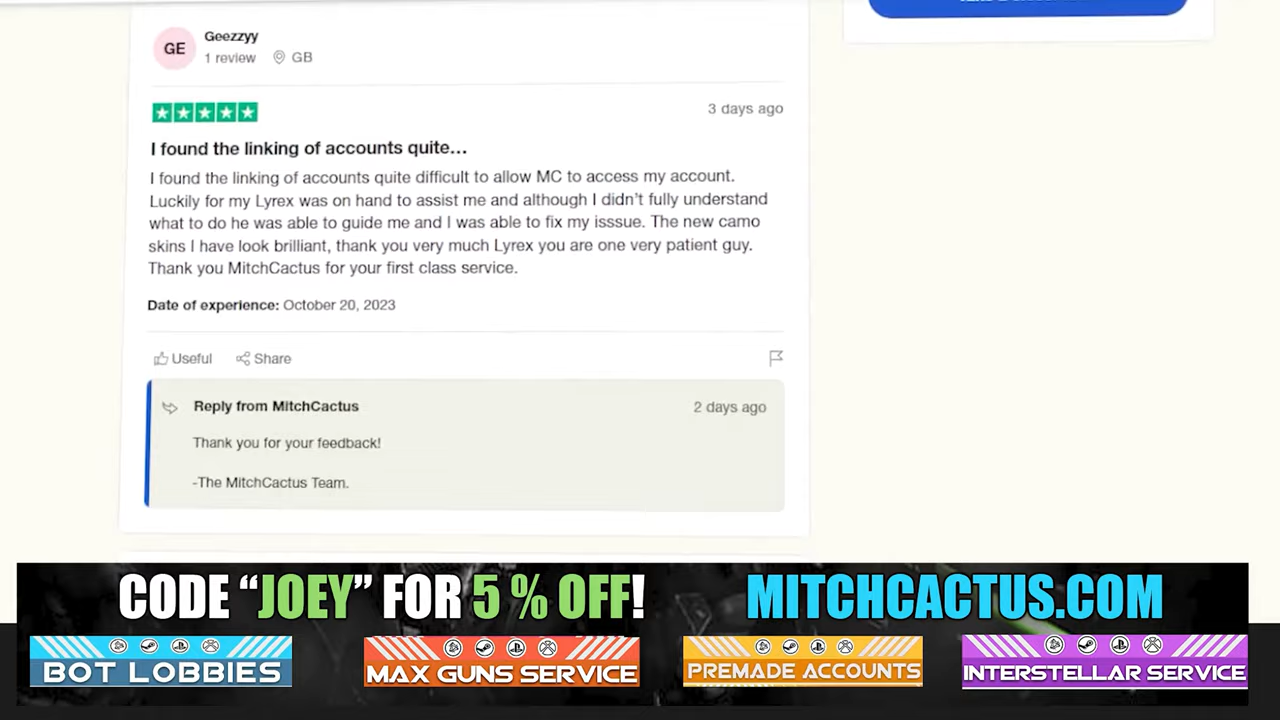 Geezzyy
GE
1 review GB
3 days ago
I found the linking of accounts quite…
I found the linking of accounts quite difficult to allow MC to access my account.
Luckily for my Lyrex was on hand to assist me and although I didn't fully understand
what to do he was able to guide me and I was able to fix my isssue. The new camo
skins I have look brilliant, thank you very much Lyrex you are one very patient guy.
Thank you MitchCactus for your first class service.
Date of experience: October 20, 2023
Useful Share
Reply from MitchCactus 2 days ago
Thank you for your feedback!
-The MitchCactus Team.
CODE “JOEY” FOR 5 % OFF! MITCHCACTUS.COM
BOT LOBBIES MAX GUNS SERVICE PREMADE ACCOUNTS INTERSTELLAR SERVICE